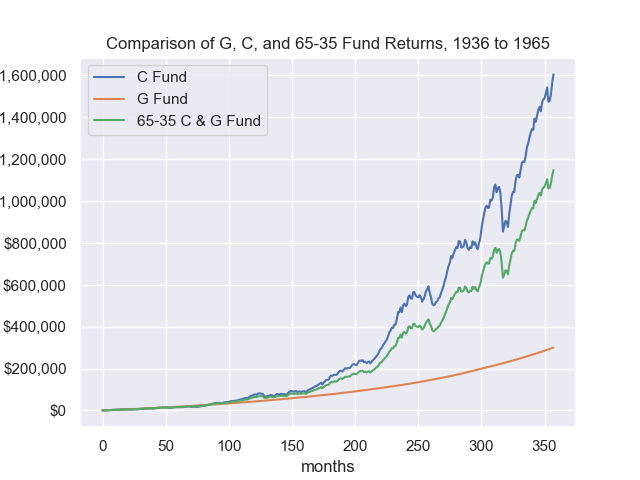 Comparison of G, C, and 65-35 Fund Returns, 1936 to 1965
C Fund
G Fund
65-35 C & G Fund
1,600,000
1,400,000
1,200,000
1,000,000
$800,000
$600,000
$400,000
$200,000
$0
0 50 100 150 200 250 300 350
months